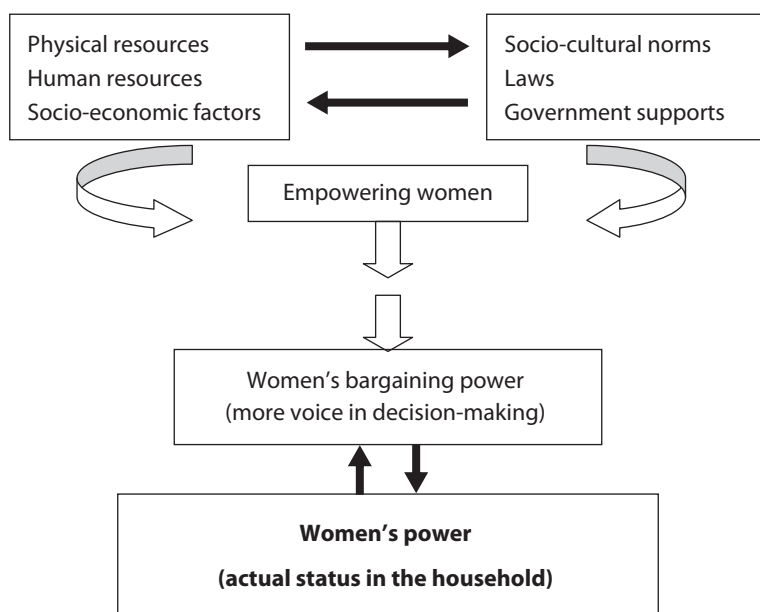 Physical resources
Human resources
Socio-economic factors
Socio-cultural norms
Laws
Government supports
Empowering women
Women’s bargaining power
(more voice in decision-making)
Women’s power
(actual status in the household)